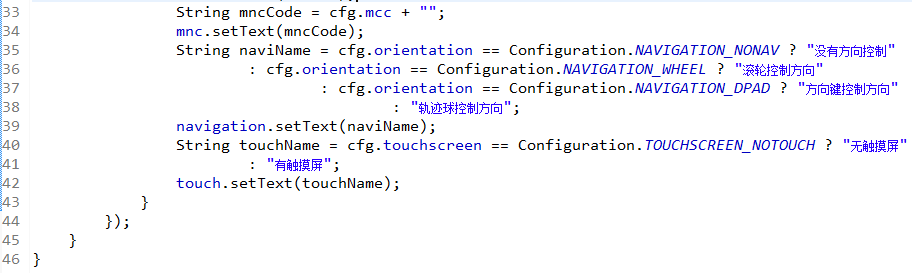 33 String mncCode = cfg.mcc + "";
34 mnc.setText(mncCode);
35 String naviName = cfg.orientation == Configuration.NAVIGATION_NONAV ? "没有方向控制"
36 : cfg.orientation == Configuration.NAVIGATION_WHEEL ? "滚轮控制方向"
37 : cfg.orientation == Configuration.NAVIGATION_DPAD ? "方向键控制方向"
38 : "轨迹球控制方向";
39 navigation.setText(naviName);
40 String touchName = cfg.touchscreen == Configuration.TOUCHSCREEN_NOTOUCH ? "无触摸屏"
41 : "有触摸屏";
42 touch.setText(touchName);
43 }
44 });
45 }
46 }